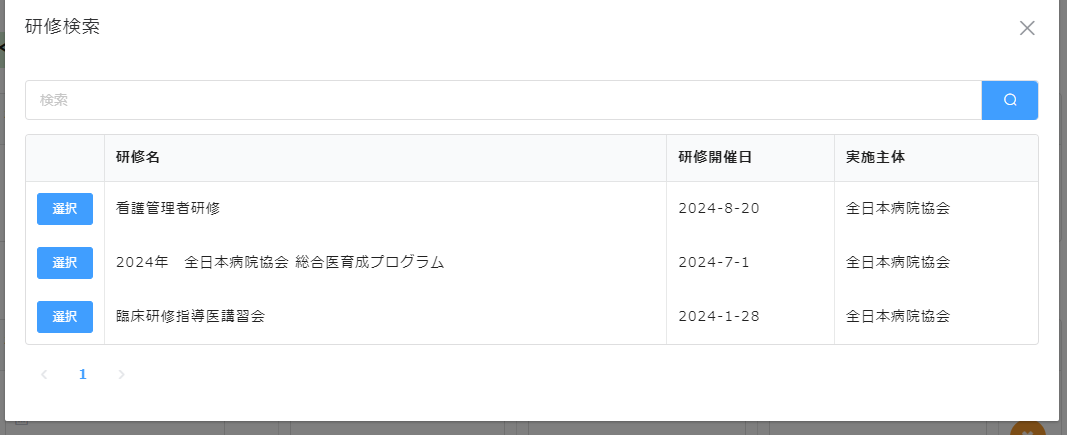 研修検索
検索
研修名 研修開催日 実施主体
選択 看護管理者研修 2024-8-20 全日本病院協会
選択 2024年　全日本病院協会 総合医育成プログラム 2024-7-1 全日本病院協会
選択 臨床研修指導医講習会 2024-1-28 全日本病院協会
1